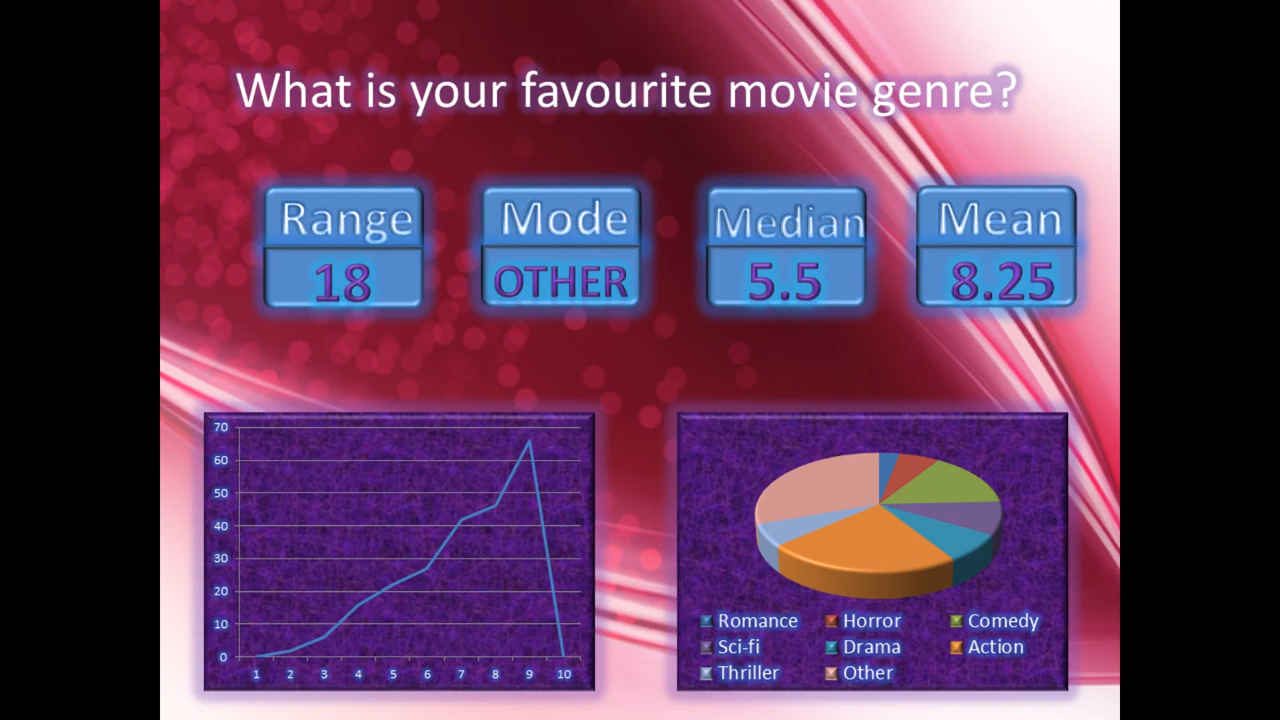 What is your favourite movie genre?
Range Mode Median Mean
18 OTHER 5.5 8.25
70
60
50
40
30
20
10
0
1 2 3 4 5 6 7 8 9 10
Romance Horror Comedy
Sci-fi Drama Action
Thriller Other